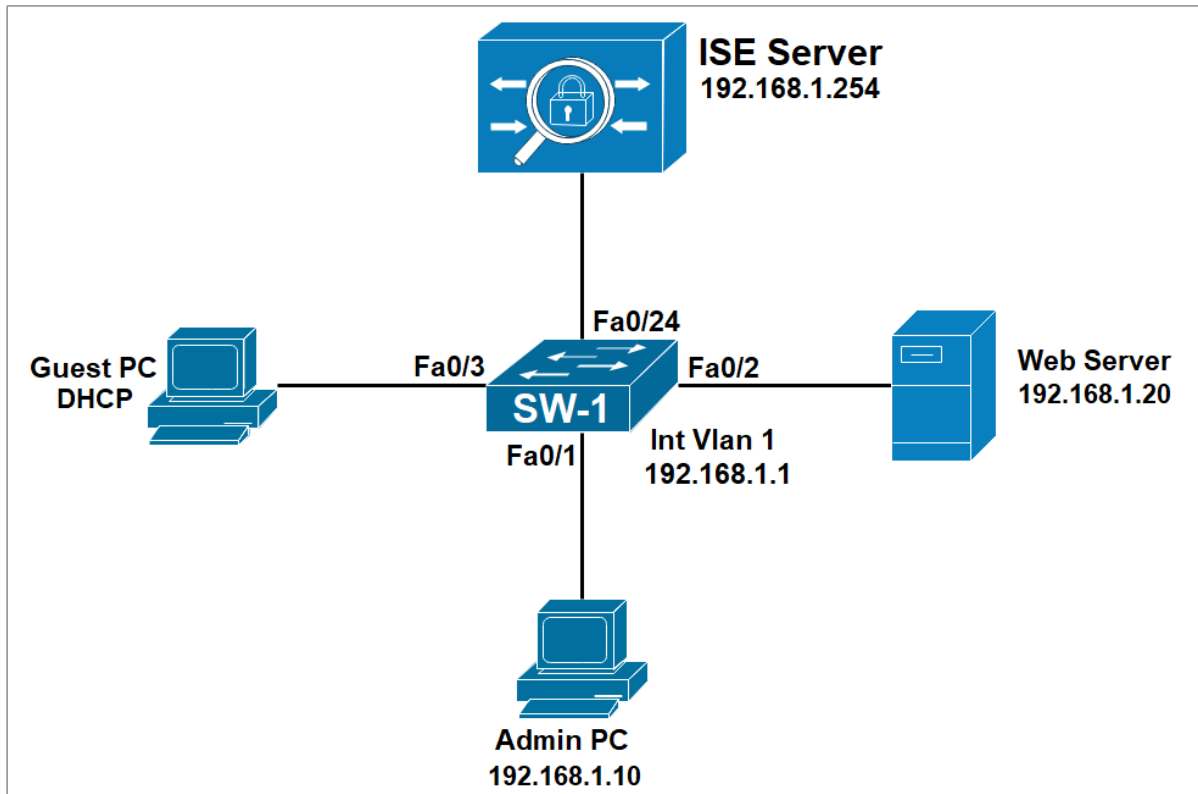 ISE Server
192.168.1.254
Fa0/24
Guest PC
DHCP
Fa0/3
Fa0/2
Web Server
192.168.1.20
SW-1
Fa0/1
Int Vlan 1
192.168.1.1
Admin PC
192.168.1.10